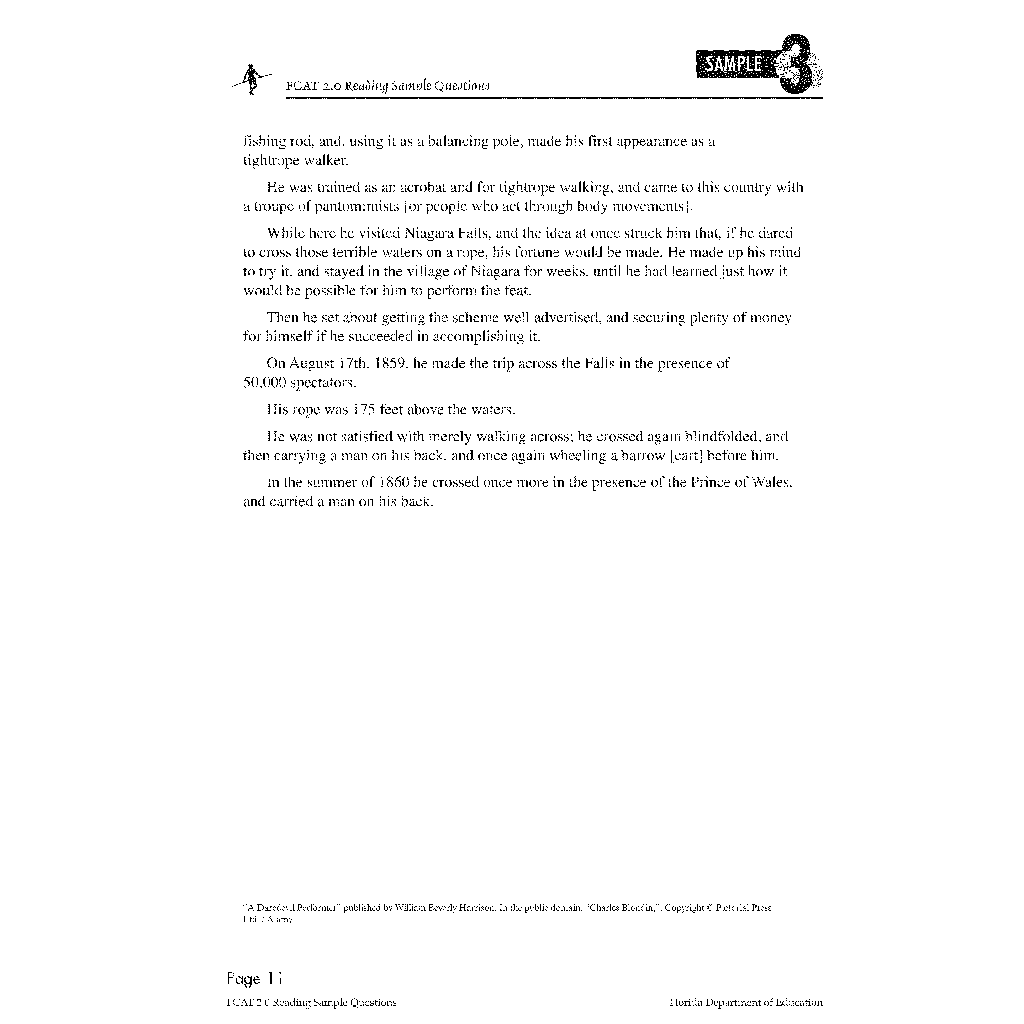 SAMPLE 3
FCAT 2.0 Reading Sample Questions
fishing rod, and, using it as a balancing pole, made his first appearance as a
tightrope walker.
He was trained as an acrobat and for tightrope walking, and came to this country with
a troupe of pantomimists [or people who act through body movements].
While here he visited Niagara Falls, and the idea at once struck him that, if he dared
to cross those terrible waters on a rope, his fortune would be made. He made up his mind
to try it, and stayed in the village of Niagara for weeks, until he had learned just how it
would be possible for him to perform the feat.
Then he set about getting the scheme well advertised, and securing plenty of money
for himself if he succeeded in accomplishing it.
On August 17th, 1859, he made the trip across the Falls in the presence of
50,000 spectators.
His rope was 175 feet above the waters.
He was not satisfied with merely walking across; he crossed again blindfolded, and
then carrying a man on his back, and once again wheeling a barrow [cart] before him.
In the summer of 1860 he crossed once more in the presence of the Prince of Wales,
and carried a man on his back.
"A Daredevil Performer" published by William Beverly Harrison. In the public domain. "Charles Blondin," Copyright © Pictorial Press
Ltd / Alamy
Page 11
FCAT 2.0 Reading Sample Questions
Florida Department of Education